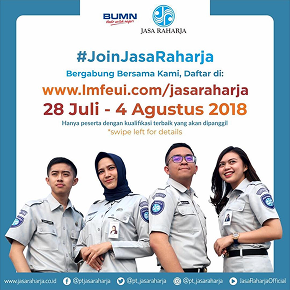 BUMN
JASA RAHARJA
#JoinJasaRaharja
Bergabung Bersama Kami, Daftar di:
www.lmfeui.com/jasaraharja
28 Juli - 4 Agustus 2018
Hanya peserta dengan kualifikasi terbaik yang akan dipanggil
*swipe left for details
www.jasaraharja.co.id
@ptjasaraharja
@pt_jasaraharja
@pt_jasaraharja
JasaRaharjaOfficial